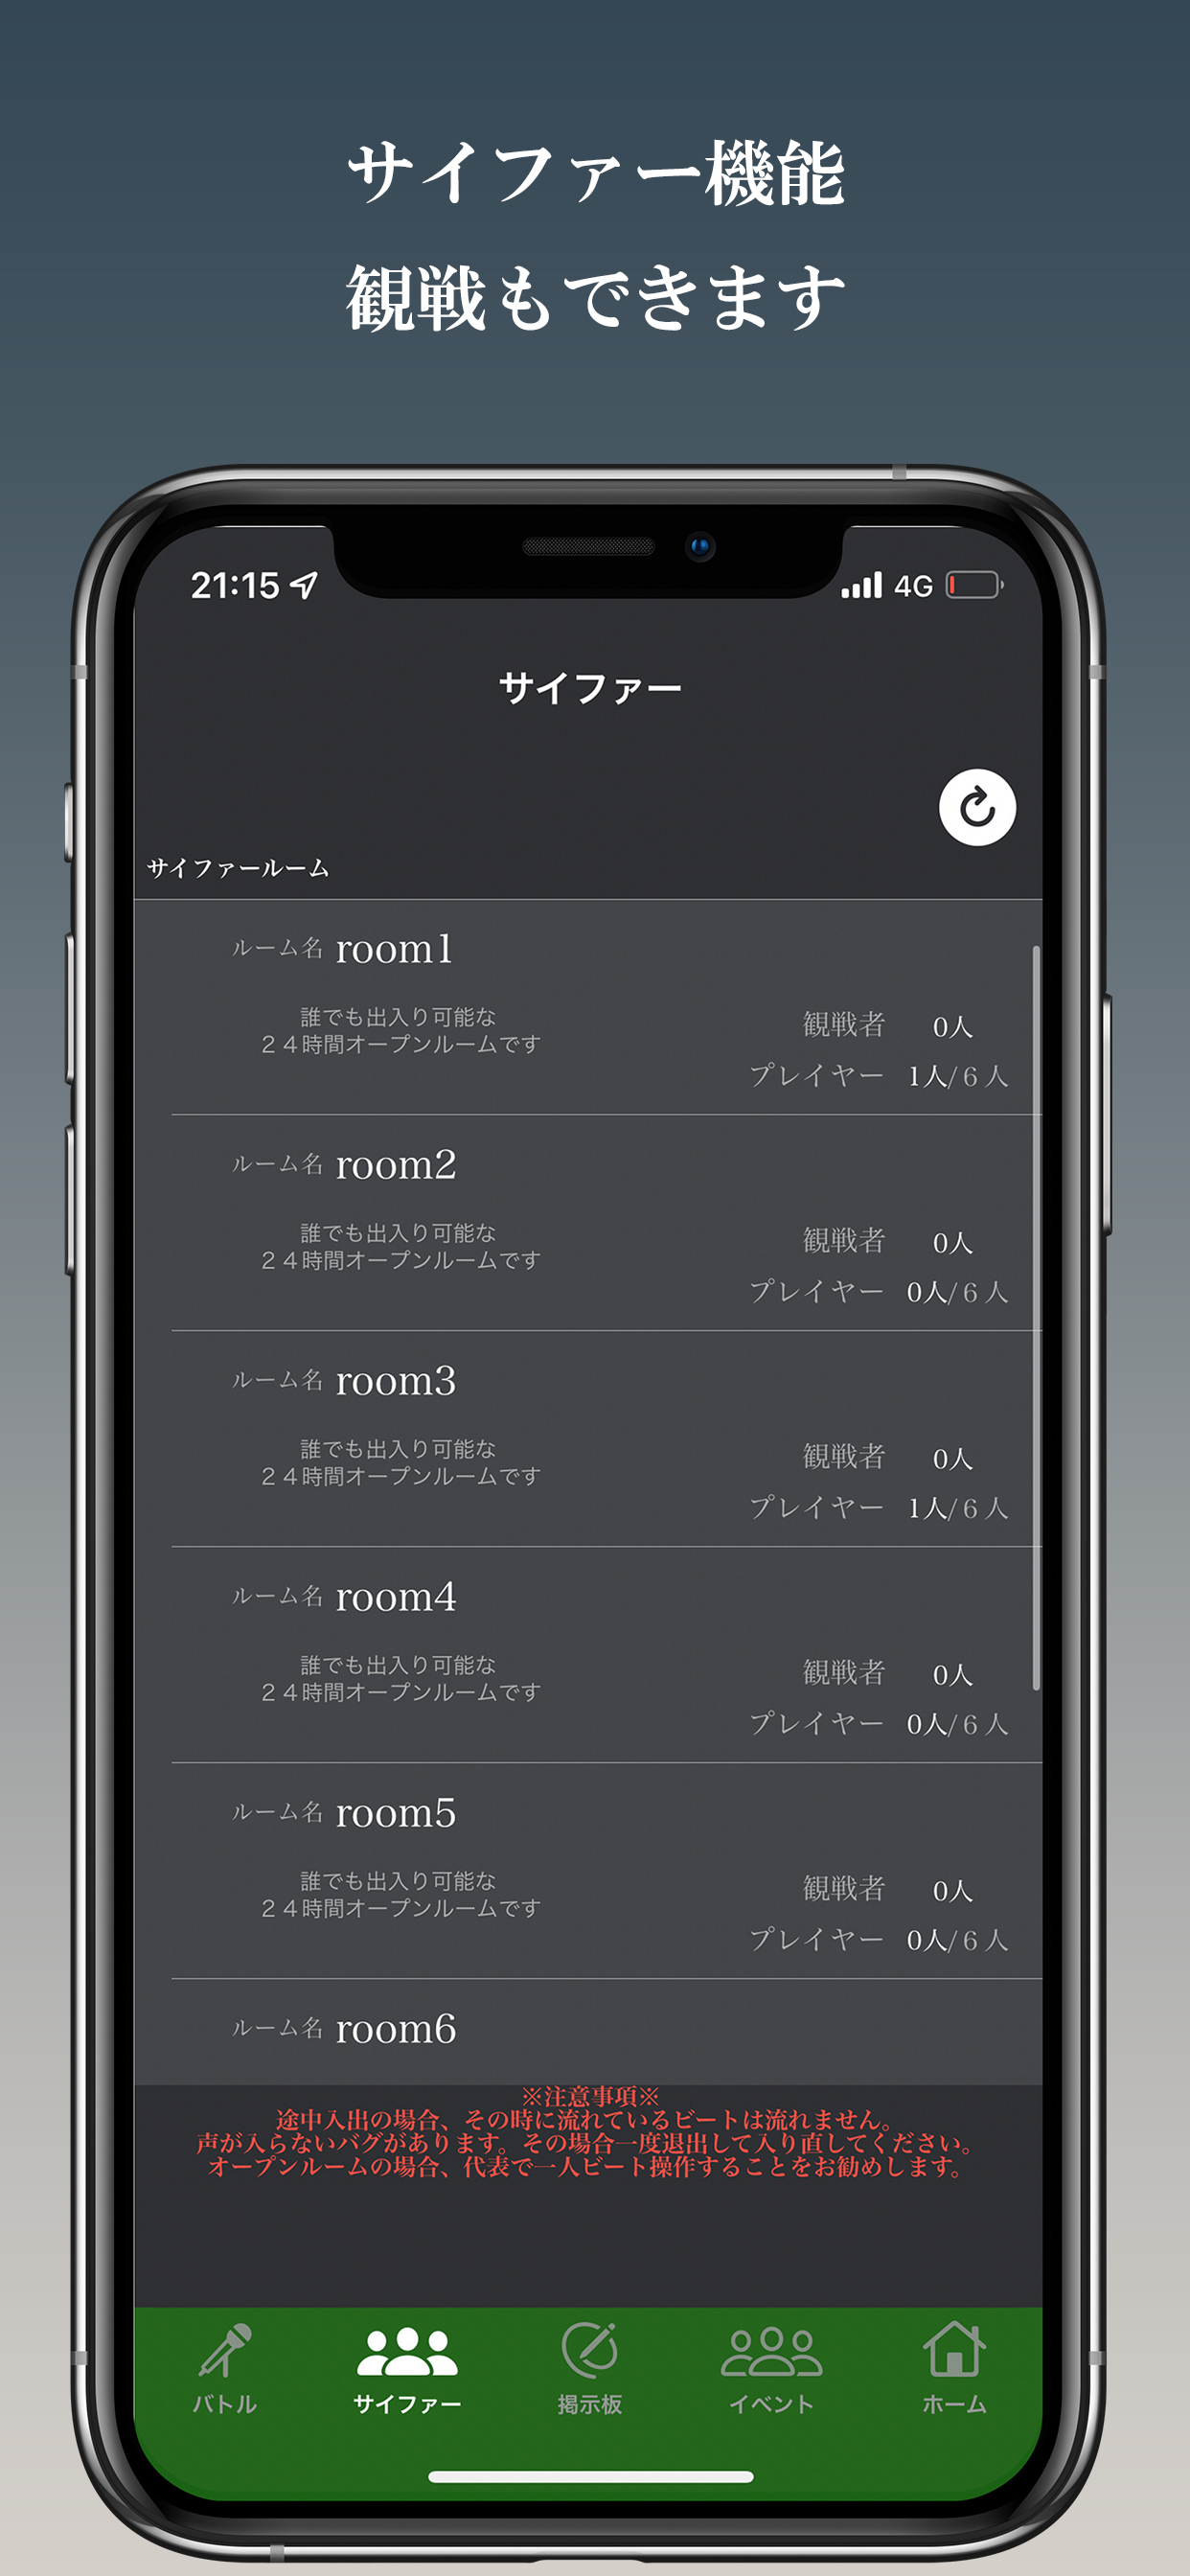 サイファー機能
観戦もできます
21:15 4G
サイファー
サイファールーム
ルーム名 room1
誰でも出入り可能な
２４時間オープンルームです
観戦者 0人
プレイヤー 1人/６人
ルーム名 room2
誰でも出入り可能な
２４時間オープンルームです
観戦者 0人
プレイヤー 0人/６人
ルーム名 room3
誰でも出入り可能な
２４時間オープンルームです
観戦者 0人
プレイヤー 1人/６人
ルーム名 room4
誰でも出入り可能な
２４時間オープンルームです
観戦者 0人
プレイヤー 0人/６人
ルーム名 room5
誰でも出入り可能な
２４時間オープンルームです
観戦者 0人
プレイヤー 0人/６人
ルーム名 room6
※注意事項※
途中入出の場合、その時に流れているビートは流れません。
声が入らないバグがあります。その場合一度退出して入り直してください。
オープンルームの場合、代表で一人ビート操作することをお勧めします。
バトル サイファー 掲示板 イベント ホーム